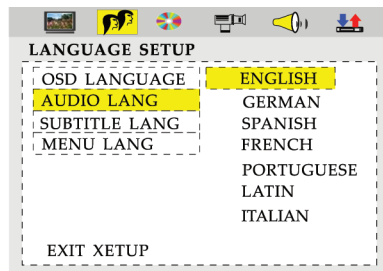 LANGUAGE SETUP
OSD LANGUAGE
AUDIO LANG
SUBTITLE LANG
MENU LANG
ENGLISH
GERMAN
SPANISH
FRENCH
PORTUGUESE
LATIN
ITALIAN
EXIT XETUP